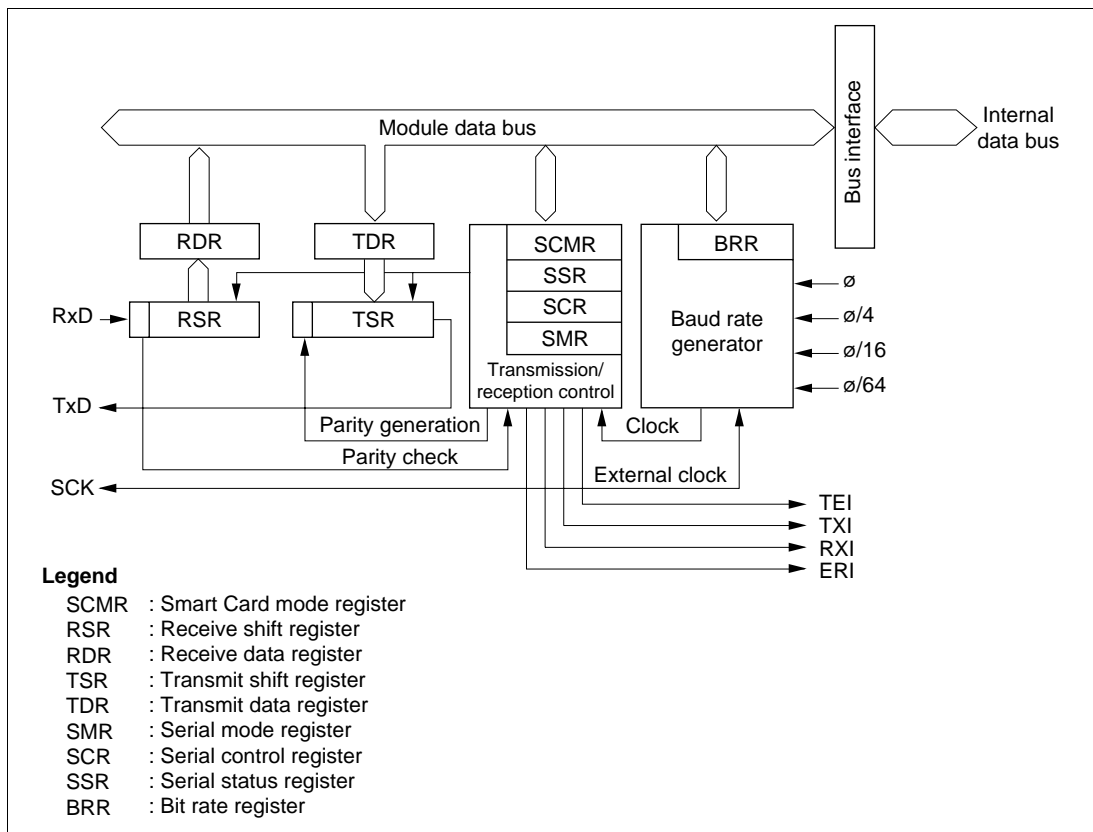 Module data bus
Bus interface
Internal
data bus
RDR
TDR
SCMR
SSR
SCR
SMR
Transmission/
reception control
BRR
Baud rate
generator
ø
ø/4
ø/16
ø/64
RxD
RSR
TSR
TxD
Parity generation
Clock
Parity check
SCK
External clock
TEI
TXI
RXI
ERI
Legend
SCMR : Smart Card mode register
RSR : Receive shift register
RDR : Receive data register
TSR : Transmit shift register
TDR : Transmit data register
SMR : Serial mode register
SCR : Serial control register
SSR : Serial status register
BRR : Bit rate register